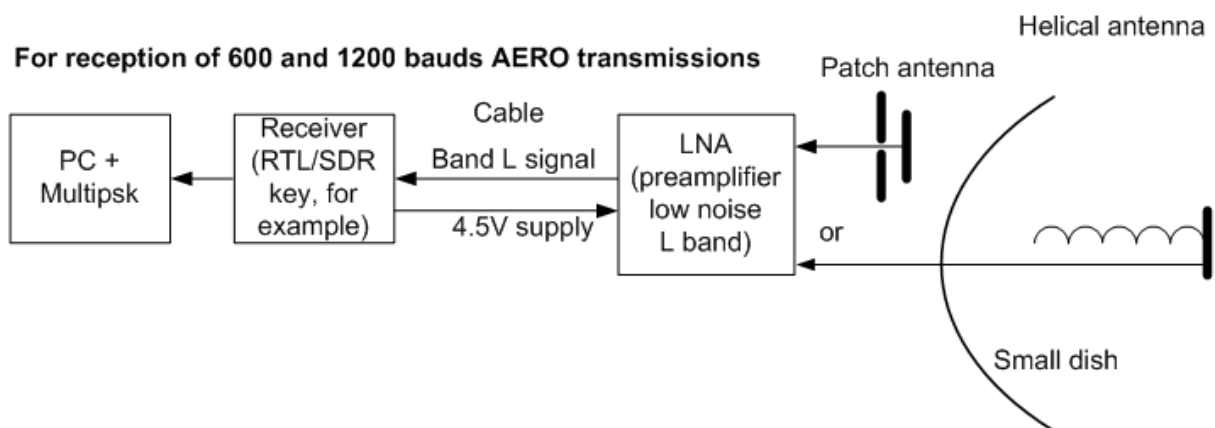 Helical antenna
For reception of 600 and 1200 bauds AERO transmissions
Patch antenna
PC +
Multipsk
Receiver
(RTL/SDR
key, for
example)
Cable
Band L signal
4.5V supply
LNA
(preamplifier
low noise
L band)
or
Small dish